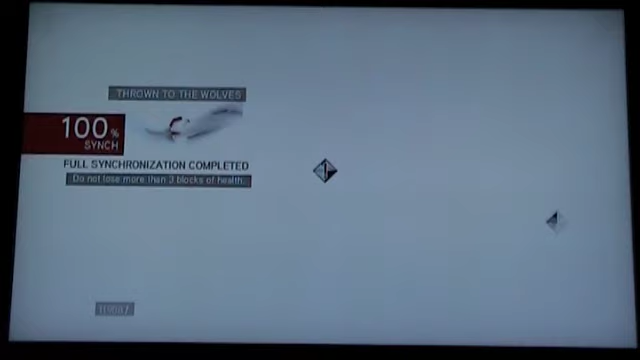 THROWN TO THE WOLVES
100%
SYNCH
FULL SYNCHRONIZATION COMPLETED
Do not lose more than 3 blocks of health.